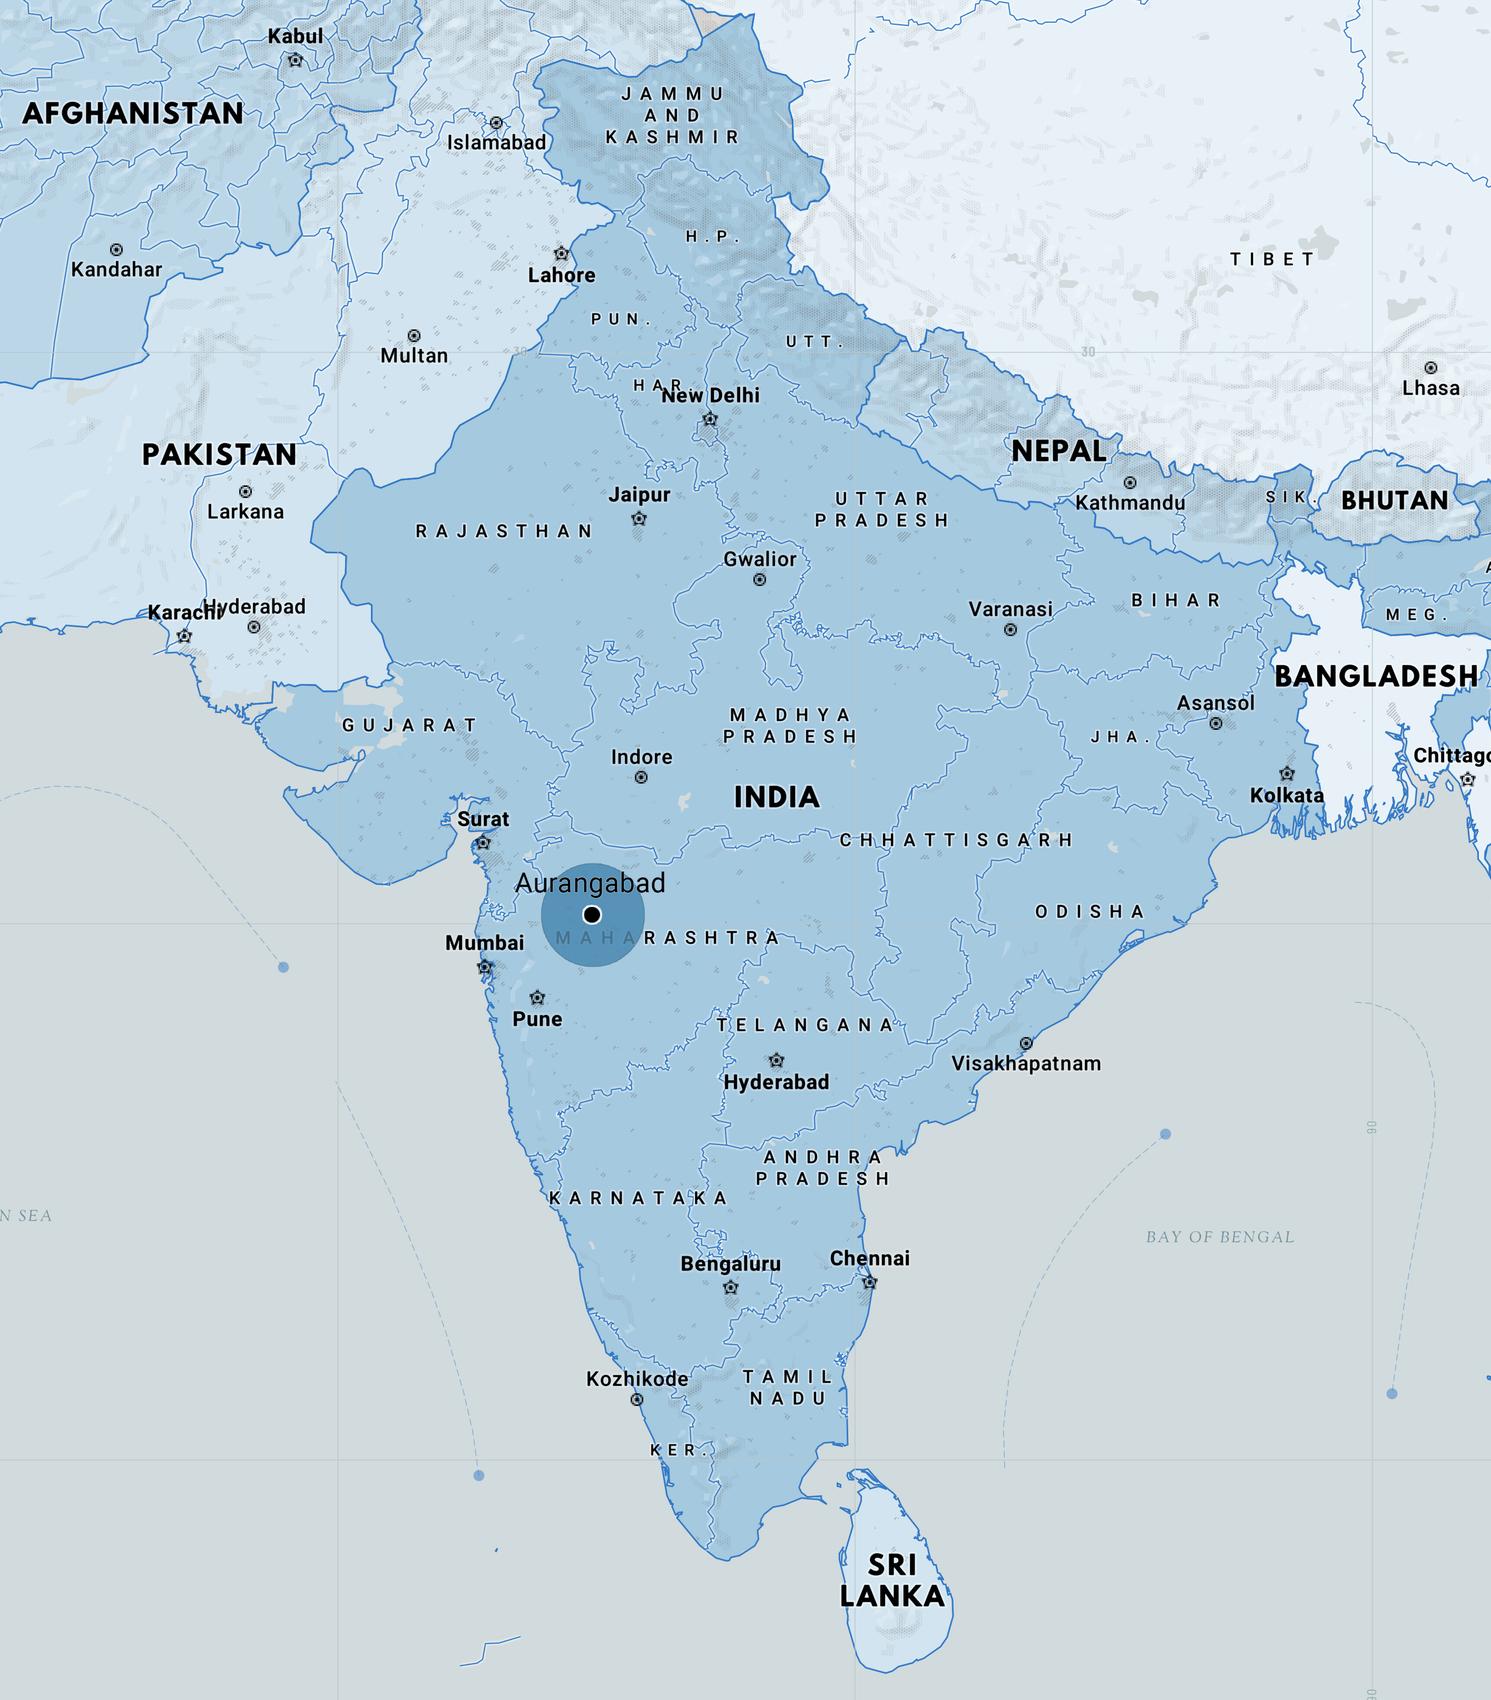 Kabul
AFGHANISTAN
JAMMU
AND
KASHMIR
Islamabad
H.P.
Kandahar
Lahore
TIBET
PUN.
UTT.
Multan
30
30
HAR.
New Delhi
Lhasa
PAKISTAN
NEPAL
Larkana
Jaipur
UTTAR
PRADESH
Kathmandu
SIK.
BHUTAN
RAJASTHAN
Gwalior
A
Karachi
Hyderabad
Varanasi
BIHAR
MEG.
BANGLADESH
GUJARAT
MADHYA
PRADESH
Asansol
JHA.
Indore
Chittago
INDIA
Kolkata
Surat
CHHATTISGARH
Aurangabad
ODISHA
MAHARASHTRA
Mumbai
Pune
TELANGANA
Visakhapatnam
Hyderabad
90
ANDHRA
PRADESH
KARNATAKA
N SEA
BAY OF BENGAL
Bengaluru
Chennai
Kozhikode
TAMIL
NADU
KER.
SRI
LANKA
90